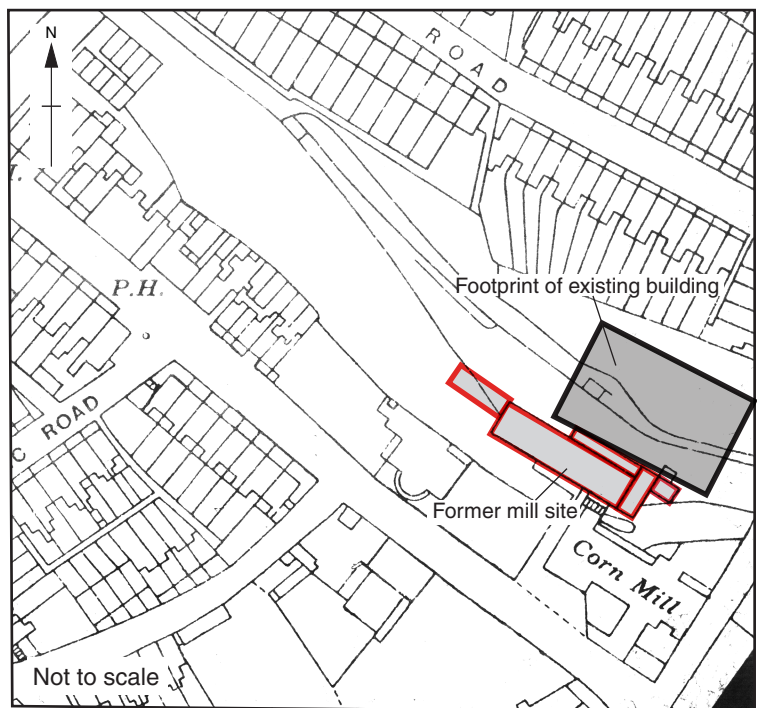 N
ROAD
P.H.
Footprint of existing building
C ROAD
Former mill site
Corn Mill
Not to scale